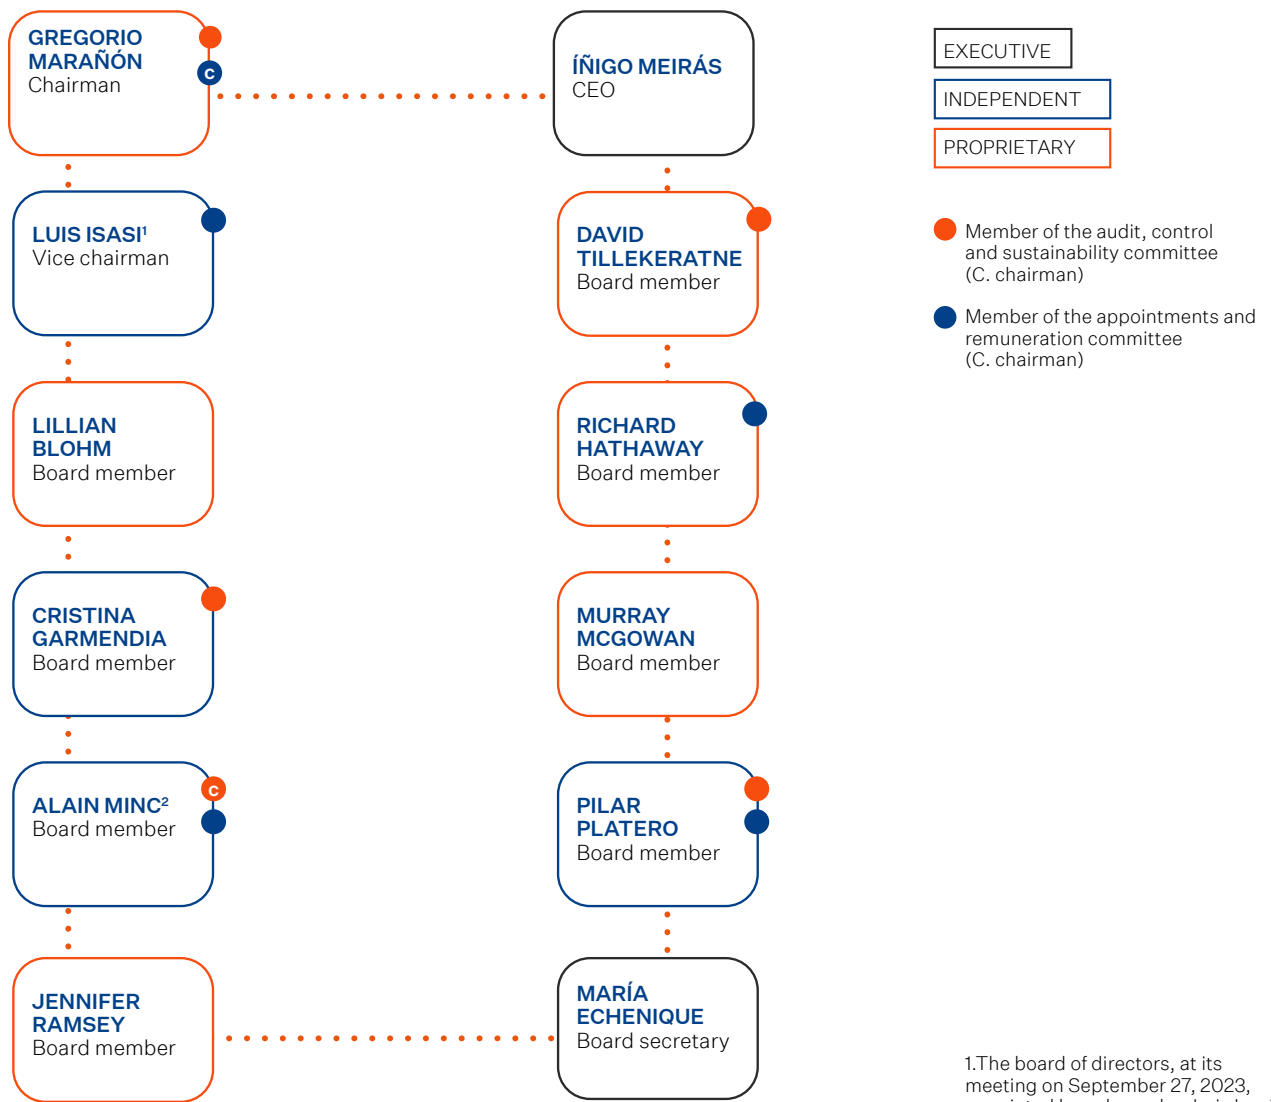 GREGORIO
MARAÑÓN
Chairman
C
ÍÑIGO MEIRÁS
CEO
LUIS ISASI¹
Vice chairman
DAVID
TILLEKERATNE
Board member
LILLIAN
BLOHM
Board member
RICHARD
HATHAWAY
Board member
CRISTINA
GARMENDIA
Board member
MURRAY
MCGOWAN
Board member
ALAIN MINC²
Board member
C
PILAR
PLATERO
Board member
JENNIFER
RAMSEY
Board member
MARÍA
ECHENIQUE
Board secretary
EXECUTIVE
INDEPENDENT
PROPRIETARY
Member of the audit, control
and sustainability committee
(C. chairman)
Member of the appointments and
remuneration committee
(C. chairman)
1.The board of directors, at its
meeting on September 27, 2023,